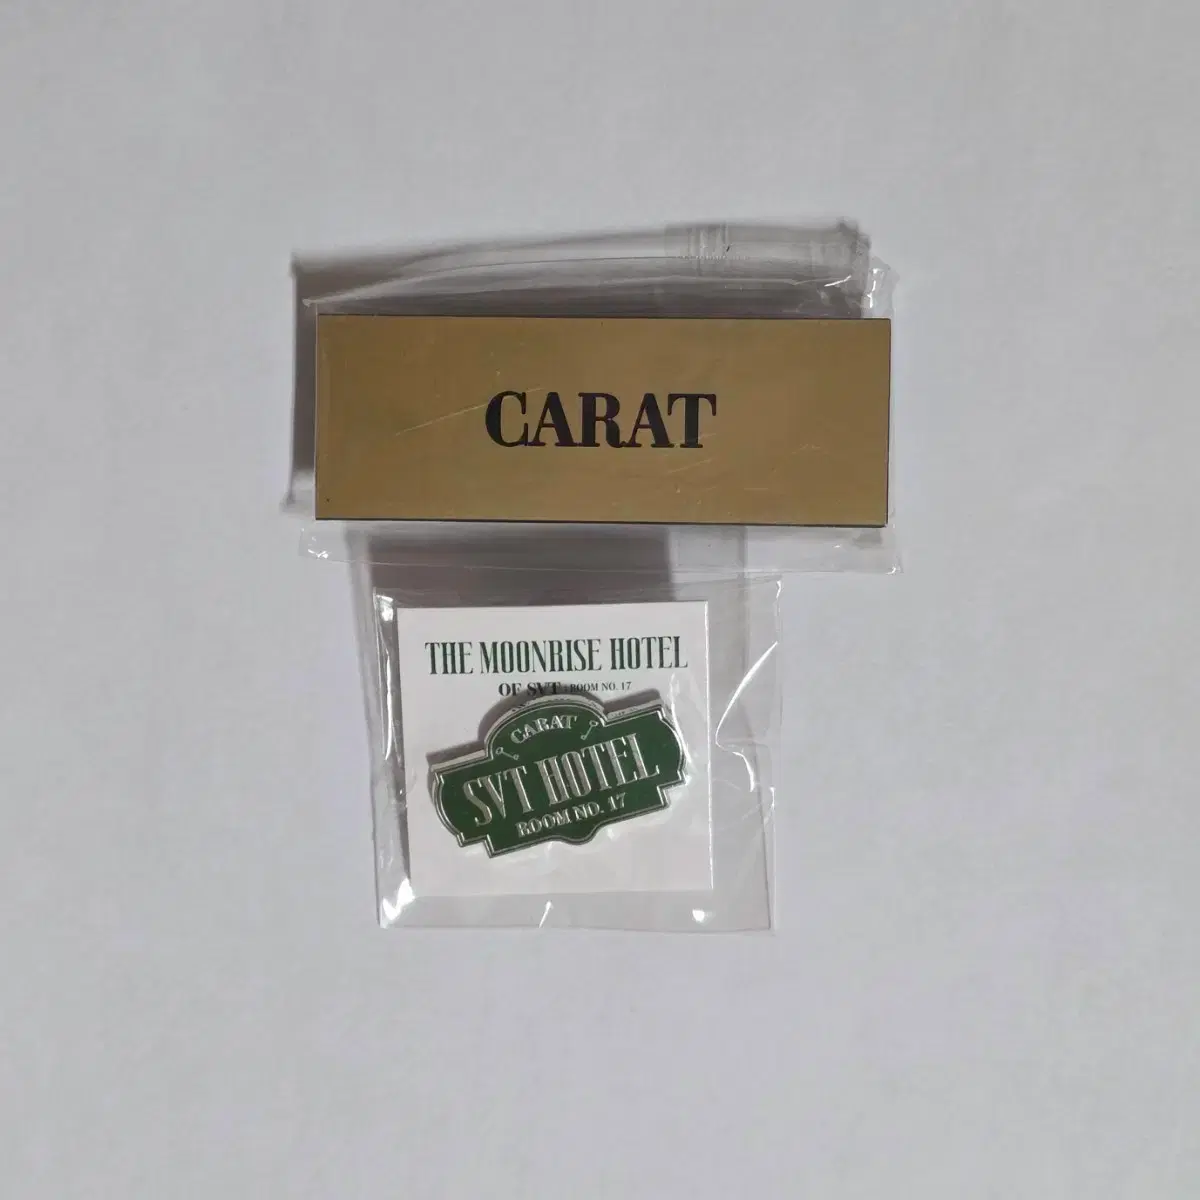 CARAT
THE MOONRISE HOTEL
OF SVT : ROOM NO. 17
CARAT
SVT HOTEL
ROOM NO. 17